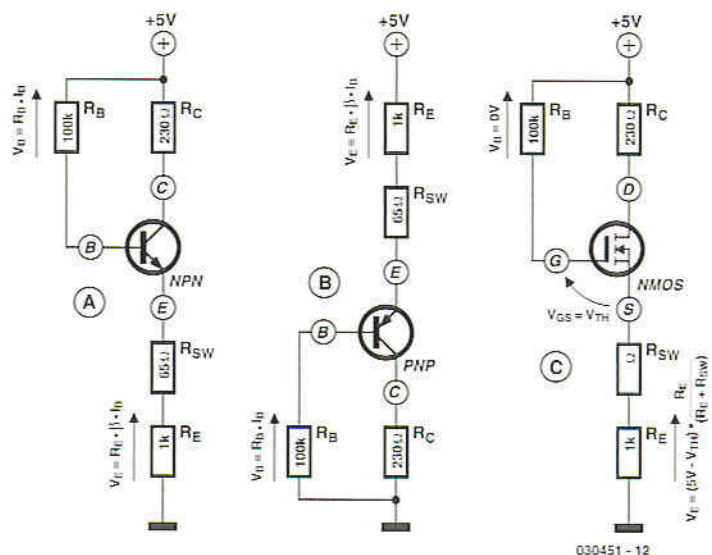 +5V
+
VB = RB · IB
100k
RB
230Ω
RC
C
B
NPN
A
E
65Ω
RSW
VE = RE · β · IB
1k
RE
+5V
+
VE = RE · β · IB
1k
RE
65Ω
RSW
E
B
B
PNP
C
VB = RB · IB
100k
RB
230Ω
RC
+5V
+
VB = 0V
100k
RB
230Ω
RC
D
G
NMOS
VGS = VTH
S
C
Ω
RSW
1k
RE
VE = (5V - VTH) · RE / (RE + RSW)
030451 - 12